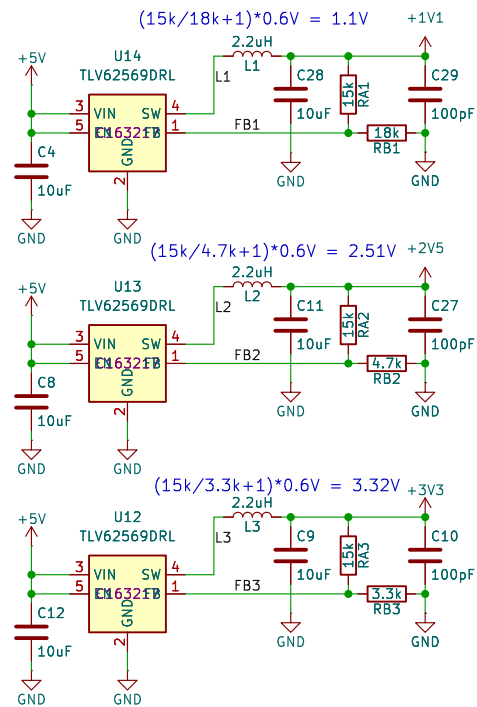 (15k/18k+1)*0.6V = 1.1V
+1V1
U14
TLV62569DRL
2.2uH
L1
L1
+5V
C28
10uF
15k
RA1
C29
100pF
3 VIN SW 4
5 FB 1
GND
2
FB1
18k
RB1
C4
10uF
GND
GND
GND
GND
(15k/4.7k+1)*0.6V = 2.51V
+2V5
U13
TLV62569DRL
2.2uH
L2
L2
+5V
C11
10uF
15k
RA2
C27
100pF
3 VIN SW 4
5 FB 1
GND
2
FB2
4.7k
RB2
C8
10uF
GND
GND
GND
GND
(15k/3.3k+1)*0.6V = 3.32V
+3V3
U12
TLV62569DRL
2.2uH
L3
L3
+5V
C9
10uF
15k
RA3
C10
100pF
3 VIN SW 4
5 FB 1
GND
2
FB3
3.3k
RB3
C12
10uF
GND
GND
GND
GND